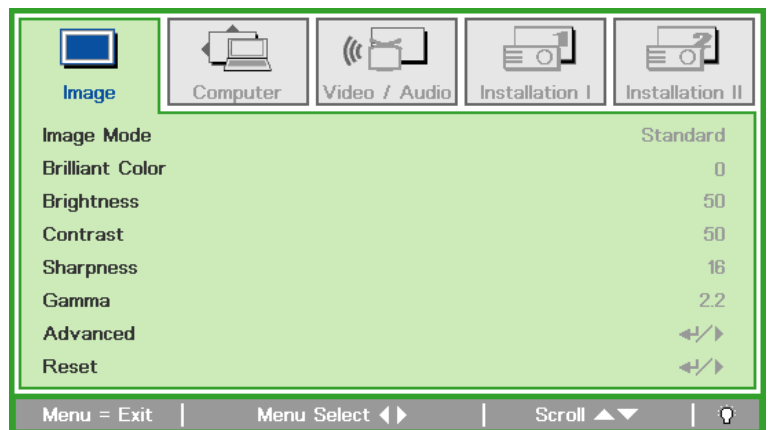 Image Computer Video / Audio Installation I Installation II
Image Mode Standard
Brilliant Color 0
Brightness 50
Contrast 50
Sharpness 16
Gamma 2.2
Advanced
Reset
Menu = Exit Menu Select Scroll